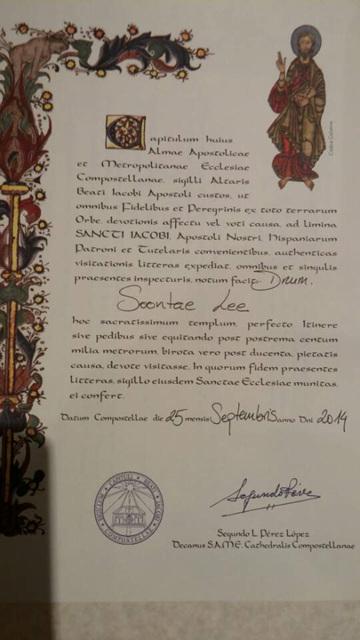 Capitulum huius
Almae Apostolicae
et Metropolitanae Ecclesiae
Compostellanae, sigilli Altaris
Beati Iacobi Apostoli custos, ut
omnibus Fidelibus et Peregrinis ex toto terrarum
Orbe, devotionis affectu vel voti causa, ad limina
SANCTI IACOBI, Apostoli Nostri, Hispaniarum
Patroni et Tutelaris convenientibus, authenticas
visitationis litteras expediat, omnibus et singulis
praesentes inspecturis, notum facit: Dnum.
Soontae Lee
hoc sacratissimum templum, perfecto Itinere
sive pedibus sive equitando post postrema centum
milia metrorum, birota vero post ducenta, pietatis
causa, devote visitasse. In quorum fidem praesentes
litteras, sigillo eiusdem Sanctae Ecclesiae munitas,
ei confert.
Datum Compostellae die 25 mensis Septembris anno Dni 2014
Segundo L. Pérez López
Decanus S.A.M.E. Cathedralis Compostellanae